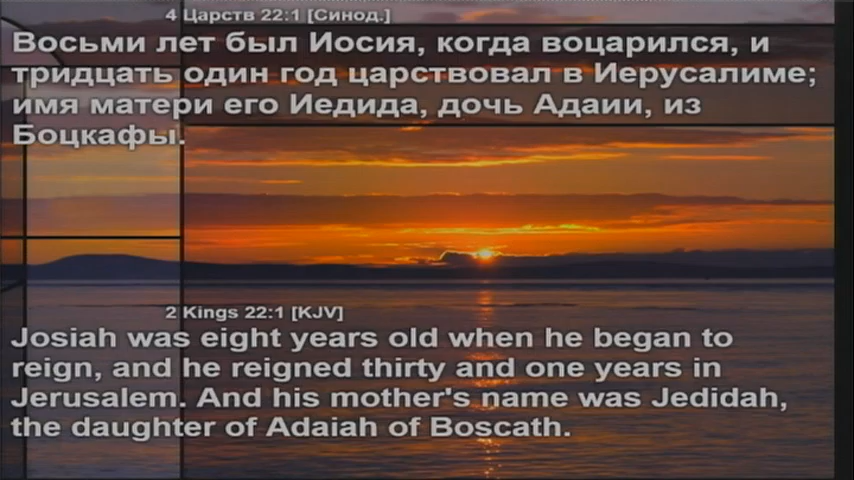 4 Царств 22:1 [Синод.]
Восьми лет был Иосия, когда воцарился, и
тридцать один год царствовал в Иерусалиме;
имя матери его Иедида, дочь Адаии, из
Боцкафы.
2 Kings 22:1 [KJV]
Josiah was eight years old when he began to
reign, and he reigned thirty and one years in
Jerusalem. And his mother's name was Jedidah,
the daughter of Adaiah of Boscath.